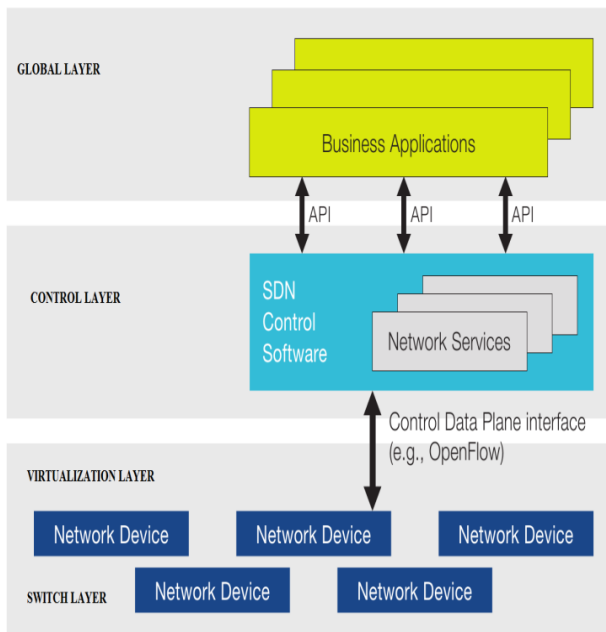 GLOBAL LAYER
Business Applications
API API API
CONTROL LAYER
SDN
Control
Software
Network Services
Control Data Plane interface
(e.g., OpenFlow)
VIRTUALIZATION LAYER
Network Device Network Device Network Device
SWITCH LAYER
Network Device Network Device